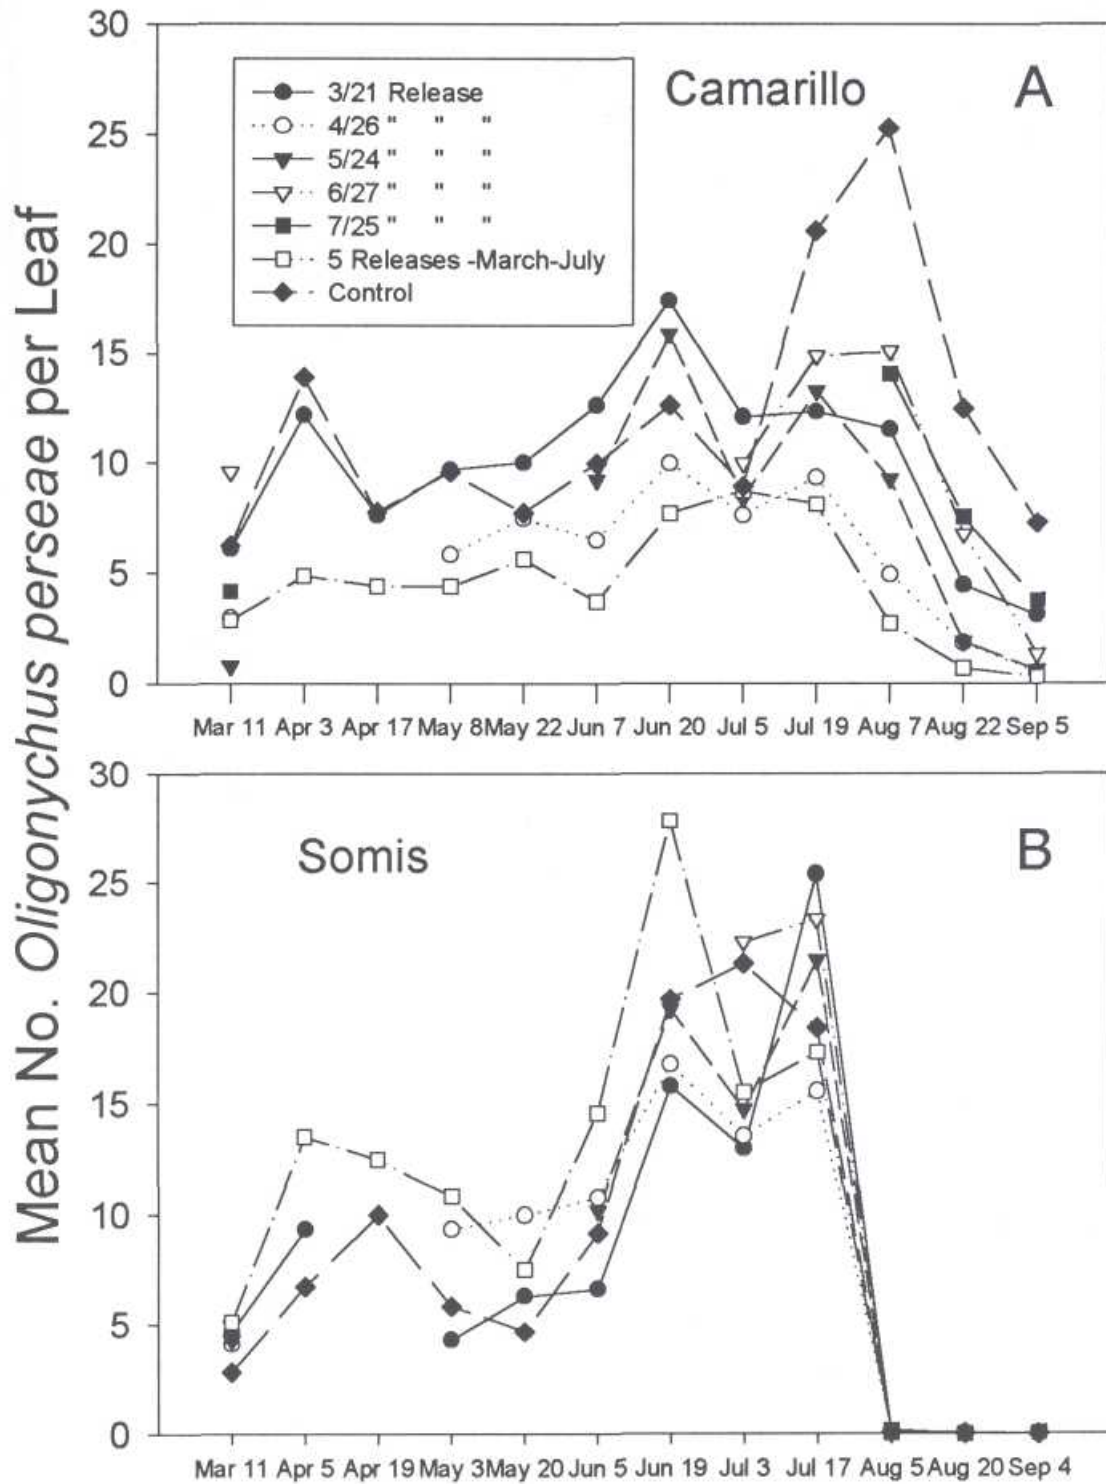 Mean No. Oligonychus perseae per Leaf
30
25
20
15
10
5
0
Camarillo
A
3/21 Release
4/26 " " "
5/24 " " "
6/27 " " "
7/25 " " "
5 Releases -March-July
Control
Mar 11 Apr 3 Apr 17 May 8 May 22 Jun 7 Jun 20 Jul 5 Jul 19 Aug 7 Aug 22 Sep 5
30
25
20
15
10
5
0
Somis
B
Mar 11 Apr 5 Apr 19 May 3 May 20 Jun 5 Jun 19 Jul 3 Jul 17 Aug 5 Aug 20 Sep 4